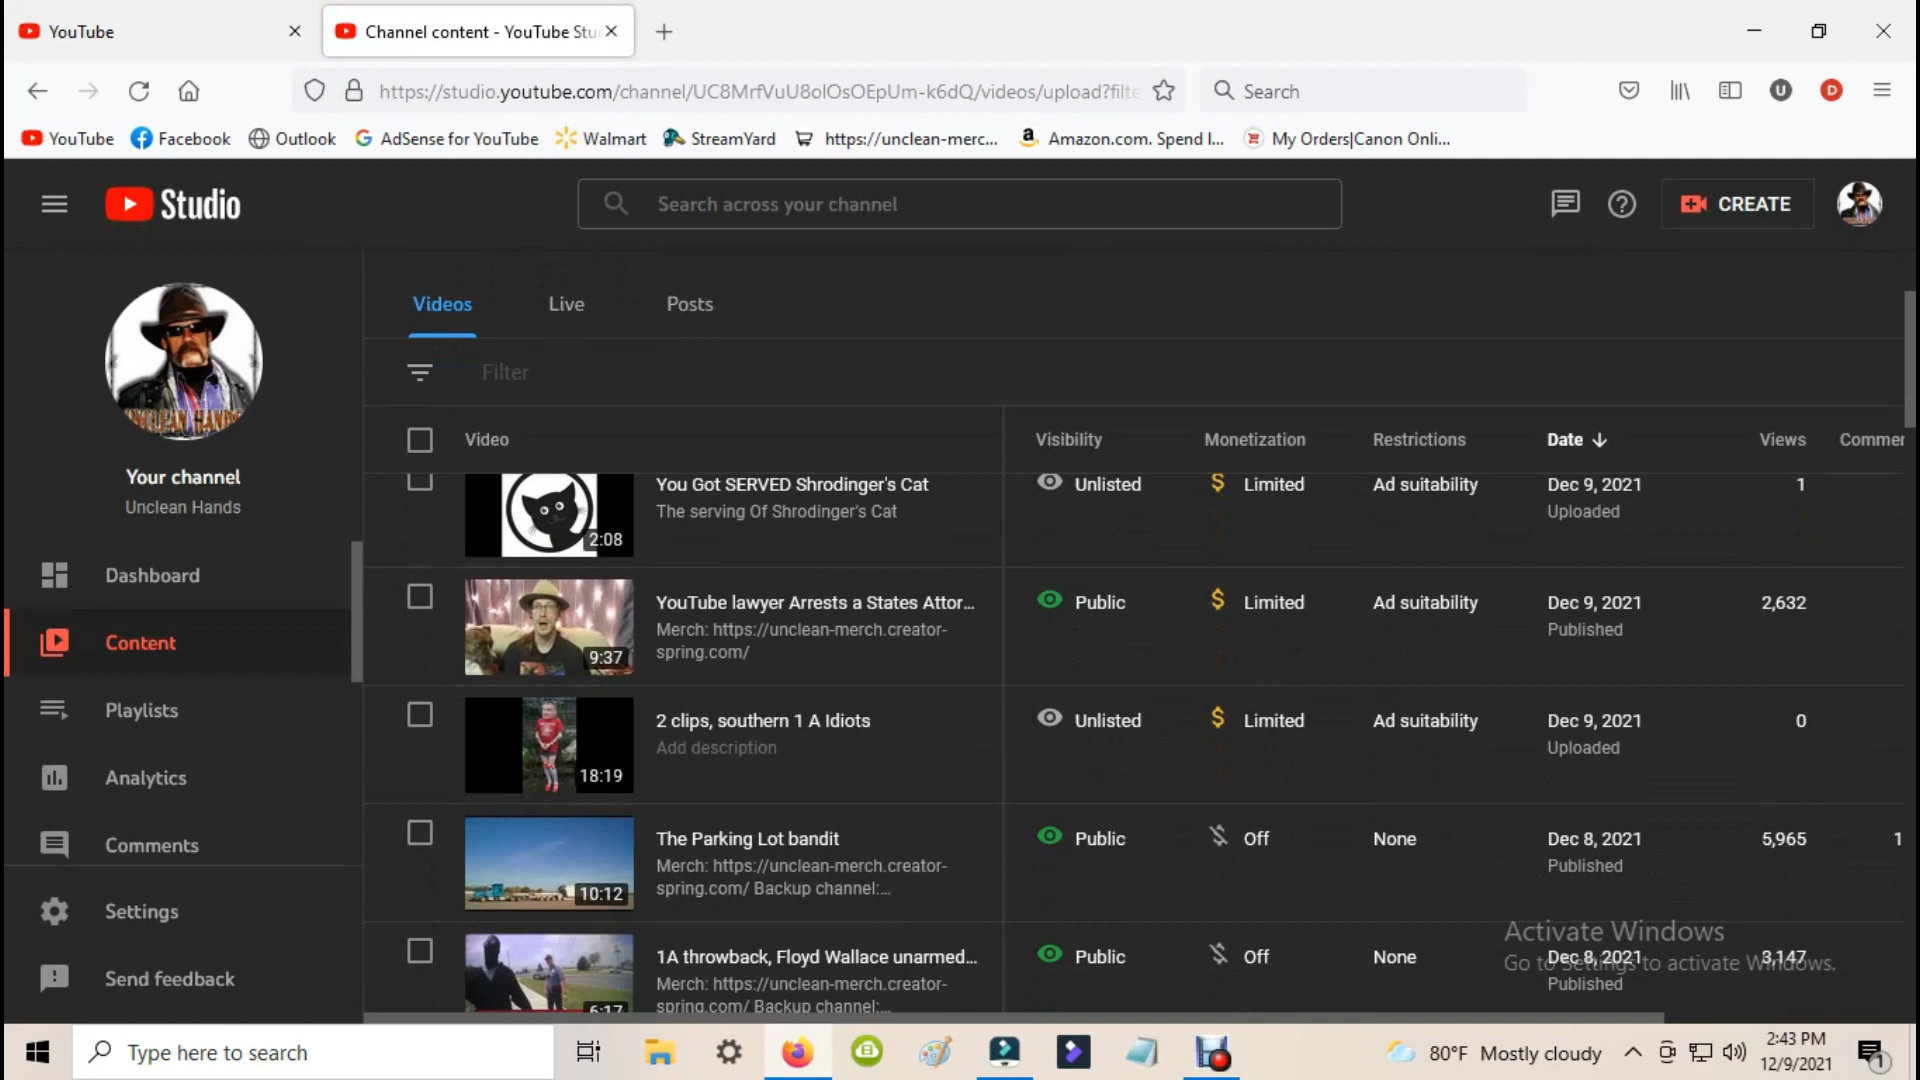 YouTube
Channel content - YouTube Stu
https://studio.youtube.com/channel/UC8MrfVuU8olOsOEpUm-k6dQ/videos/upload?filte
Search
YouTube
Facebook
Outlook
AdSense for YouTube
Walmart
StreamYard
https://unclean-merc...
Amazon.com. Spend l...
My Orders|Canon Onli...
Studio
Search across your channel
CREATE
UNCLEAN HANDS
Your channel
Unclean Hands
Dashboard
Content
Playlists
Analytics
Comments
Settings
Send feedback
Videos Live Posts
Filter
Video Visibility Monetization Restrictions Date Views Commer
You Got SERVED Shrodinger's Cat Unlisted Limited Ad suitability Dec 9, 2021 1
The serving Of Shrodinger's Cat Uploaded
2:08
YouTube lawyer Arrests a States Attor... Public Limited Ad suitability Dec 9, 2021 2,632
Merch: https://unclean-merch.creator- Published
spring.com/
9:37
2 clips, southern 1 A Idiots Unlisted Limited Ad suitability Dec 9, 2021 0
Add description Uploaded
18:19
The Parking Lot bandit Public Off None Dec 8, 2021 5,965 1
Merch: https://unclean-merch.creator- Published
spring.com/ Backup channel:...
10:12
1A throwback, Floyd Wallace unarmed... Public Off None Dec 8, 2021 3,147
Merch: https://unclean-merch.creator- Published
spring.com/ Backup channel:...
6:17
Activate Windows
Go to Settings to activate Windows.
Type here to search
80°F Mostly cloudy
2:43 PM
12/9/2021
1